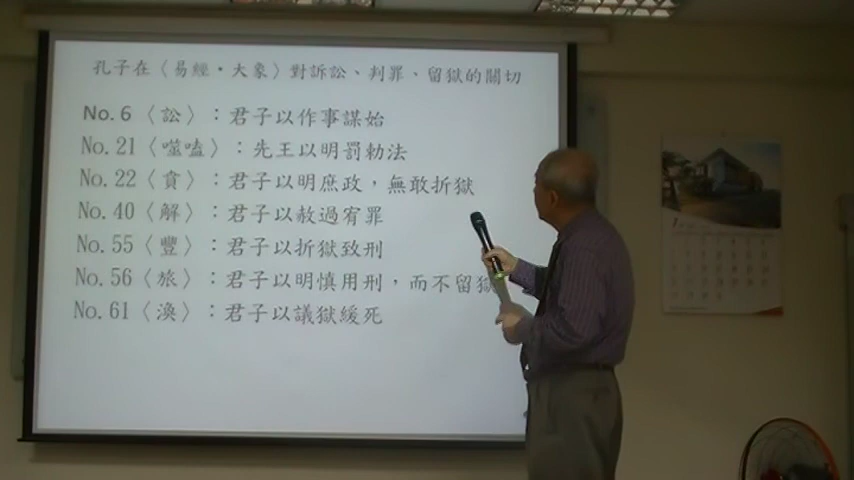 孔子在〈易經・大象〉對訴訟、判罪、留獄的關切
No. 6〈訟〉：君子以作事謀始
No. 21〈噬嗑〉：先王以明罰勅法
No. 22〈貪〉：君子以明庶政，無敢折獄
No. 40〈解〉：君子以赦過宥罪
No. 55〈豐〉：君子以折獄致刑
No. 56〈旅〉：君子以明慎用刑，而不留獄
No. 61〈渙〉：君子以議獄緩死